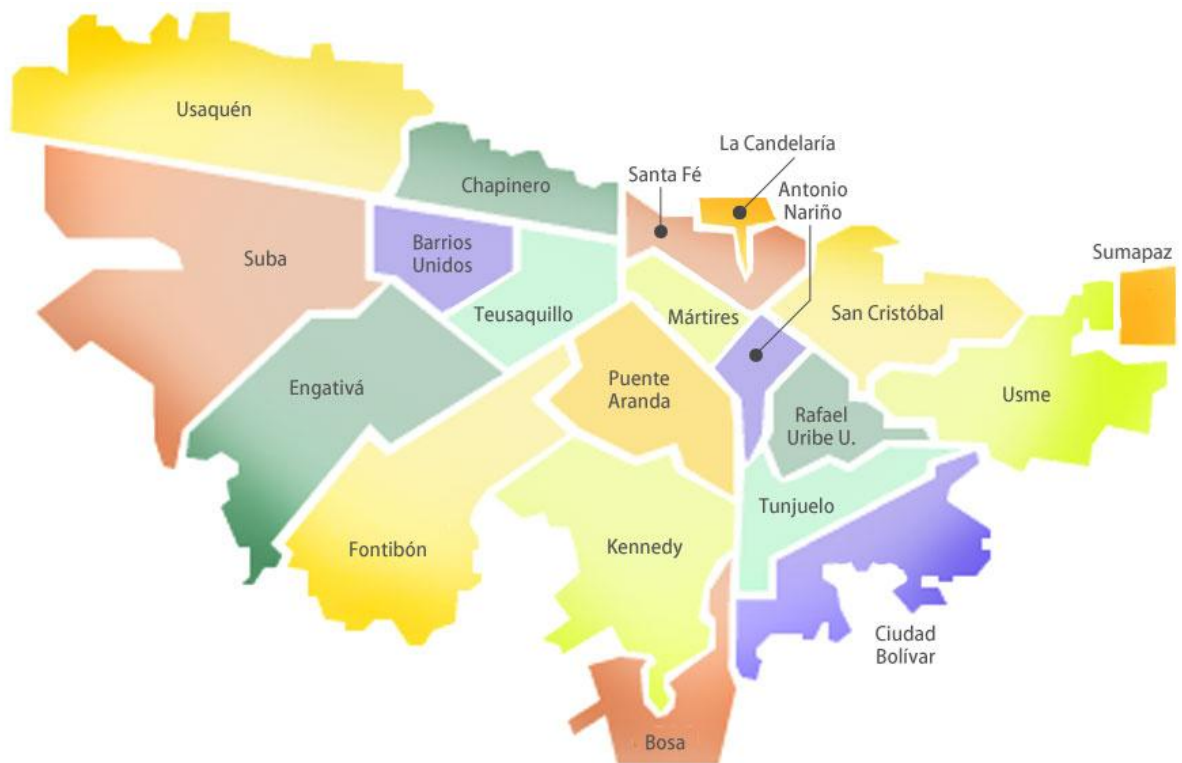 Usaquén
La Candelaría
Santa Fé
Chapinero
Antonio
Nariño
Barrios
Unidos
Suba
Sumapaz
Teusaquillo
Mártires
San Cristóbal
Engativá
Puente
Aranda
Usme
Rafael
Uribe U.
Tunjuelo
Fontibón
Kennedy
Ciudad
Bolívar
Bosa